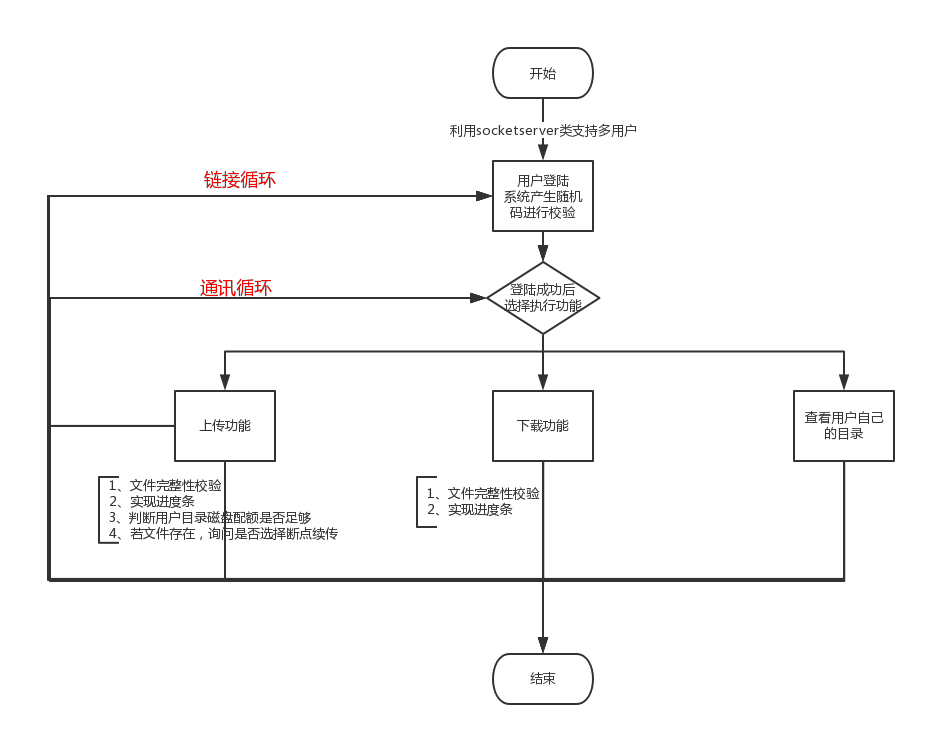 开始
利用socketserver类支持多用户
链接循环
用户登陆
系统产生随机
码进行校验
通讯循环
登陆成功后
选择执行功能
上传功能
下载功能
查看用户自己
的目录
1、文件完整性校验
2、实现进度条
3、判断用户目录磁盘配额是否足够
4、若文件存在，询问是否选择断点续传
1、文件完整性校验
2、实现进度条
结束